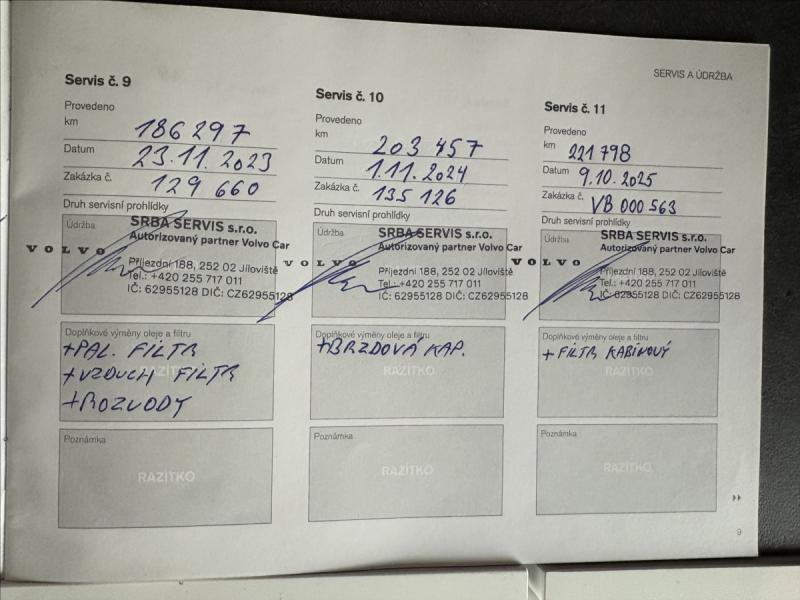 SERVIS A ÚDRŽBA
Servis č. 9
Provedeno
km 186 297
Datum 23.11.2023
Zakázka č. 129 660
Druh servisní prohlídky
Údržba
VOLVO
SRBA SERVIS s.r.o.
Autorizovaný partner Volvo Car
Příjezdní 188, 252 02 Jíloviště
Tel.: +420 255 717 011
IČ: 62955128 DIČ: CZ62955128
Doplňkové výměny oleje a filtru
+PAL. FILTR
+VZDUCH FILTR
+ROZVODY
Poznámka
RAZÍTKO
Servis č. 10
Provedeno
km 203 457
Datum 1.11.2024
Zakázka č. 135 126
Druh servisní prohlídky
Údržba
VOLVO
SRBA SERVIS s.r.o.
Autorizovaný partner Volvo Car
Příjezdní 188, 252 02 Jíloviště
Tel.: +420 255 717 011
IČ: 62955128 DIČ: CZ62955128
Doplňkové výměny oleje a filtru
+BRZDOVÁ KAP.
RAZÍTKO
Poznámka
RAZÍTKO
Servis č. 11
Provedeno
km 221 798
Datum 9.10.2025
Zakázka č. VB 000 563
Druh servisní prohlídky
Údržba
VOLVO
SRBA SERVIS s.r.o.
Autorizovaný partner Volvo Car
Příjezdní 188, 252 02 Jíloviště
Tel.: +420 255 717 011
IČ: 62955128 DIČ: CZ62955128
Doplňkové výměny oleje a filtru
+ FILTR KABINOVÝ
RAZÍTKO
Poznámka
RAZÍTKO
9